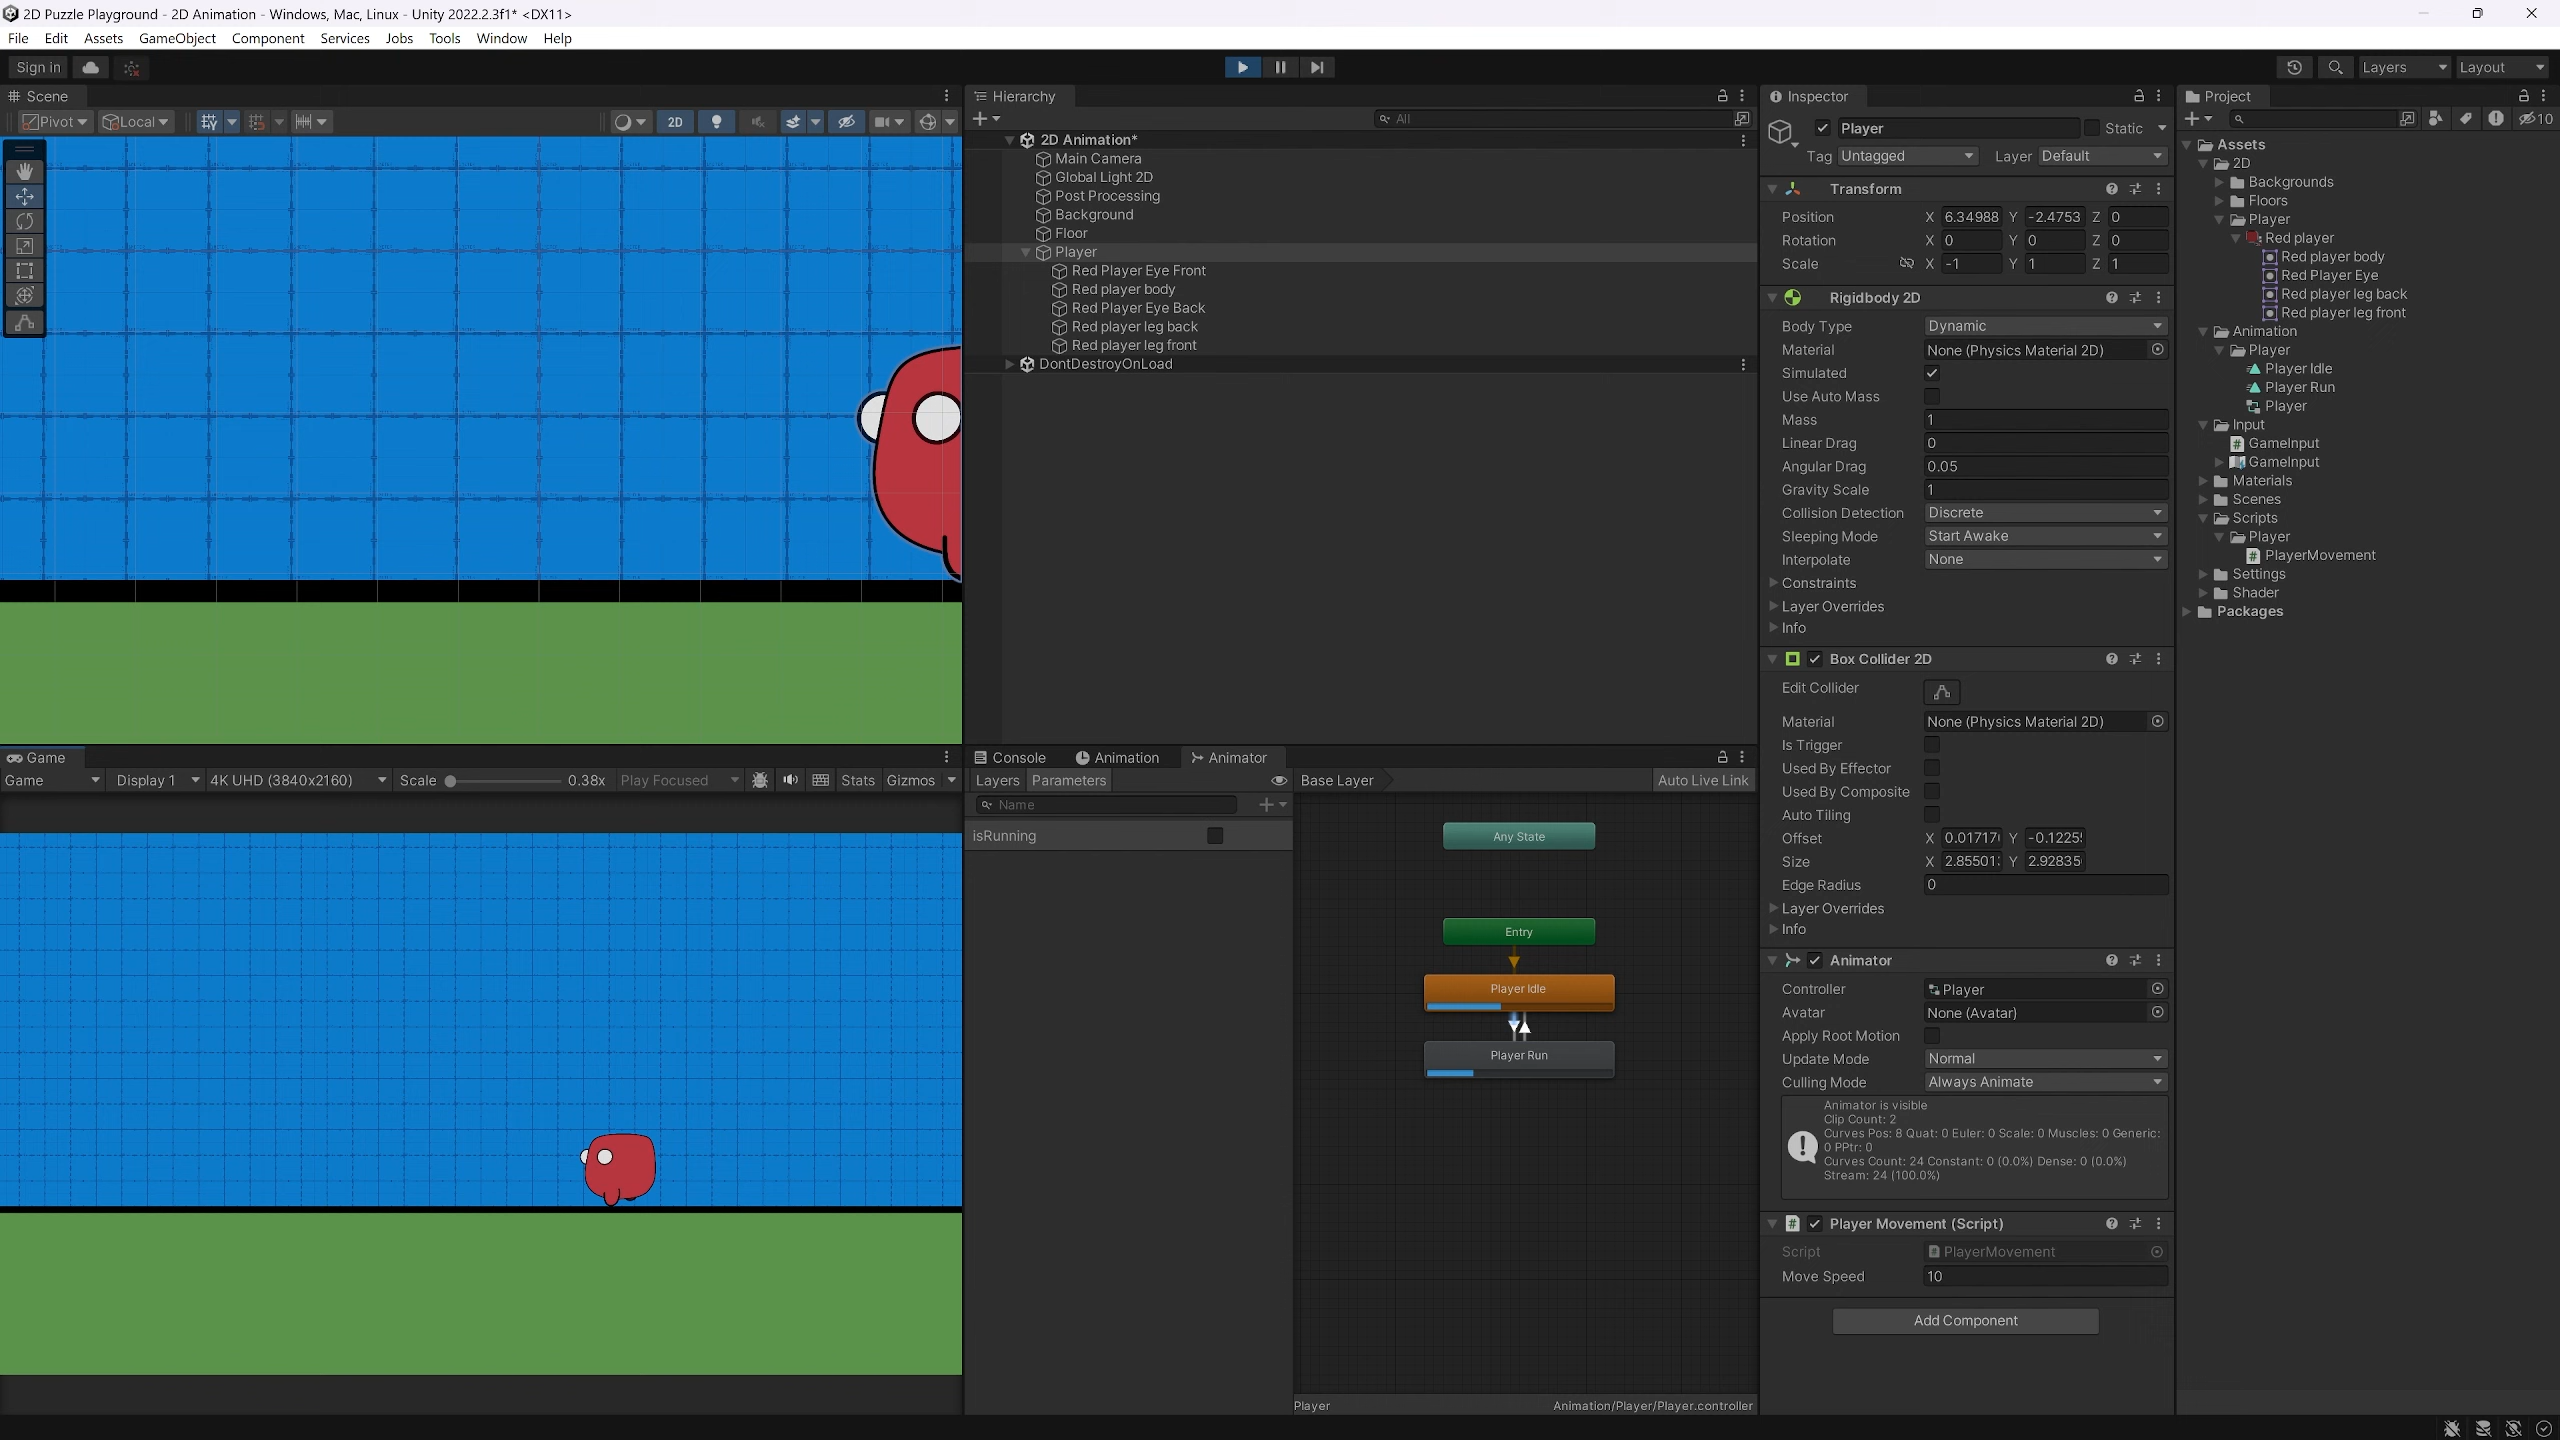 2D Puzzle Playground - 2D Animation - Windows, Mac, Linux - Unity 2022.2.3f1* <DX11>
File Edit Assets GameObject Component Services Jobs Tools Window Help
Sign in
Layers
Layout
Scene
Pivot Local
2D
Hierarchy
All
2D Animation*
Main Camera
Global Light 2D
Post Processing
Background
Floor
Player
Red Player Eye Front
Red player body
Red Player Eye Back
Red player leg back
Red player leg front
DontDestroyOnLoad
Game
Game Display 1 4K UHD (3840x2160) Scale 0.38x Play Focused Stats Gizmos
Console Animation Animator
Layers Parameters Base Layer Auto Live Link
Name
isRunning
Any State
Entry
Player Idle
Player Run
Player Animation/Player/Player.controller
Inspector
Player Static
Tag Untagged Layer Default
Transform
Position X 6.34988 Y -2.4753 Z 0
Rotation X 0 Y 0 Z 0
Scale X -1 Y 1 Z 1
Rigidbody 2D
Body Type Dynamic
Material None (Physics Material 2D)
Simulated
Use Auto Mass
Mass 1
Linear Drag 0
Angular Drag 0.05
Gravity Scale 1
Collision Detection Discrete
Sleeping Mode Start Awake
Interpolate None
Constraints
Layer Overrides
Info
Box Collider 2D
Edit Collider
Material None (Physics Material 2D)
Is Trigger
Used By Effector
Used By Composite
Auto Tiling
Offset X 0.01717 Y -0.1225
Size X 2.85501 Y 2.92835
Edge Radius 0
Layer Overrides
Info
Animator
Controller Player
Avatar None (Avatar)
Apply Root Motion
Update Mode Normal
Culling Mode Always Animate
Animator is visible
Clip Count: 2
Curves Pos: 8 Quat: 0 Euler: 0 Scale: 0 Muscles: 0 Generic:
0 PPtr: 0
Curves Count: 24 Constant: 0 (0.0%) Dense: 0 (0.0%)
Stream: 24 (100.0%)
Player Movement (Script)
Script PlayerMovement
Move Speed 10
Add Component
Project
10
Assets
2D
Backgrounds
Floors
Player
Red player
Red player body
Red Player Eye
Red player leg back
Red player leg front
Animation
Player
Player Idle
Player Run
Player
Input
GameInput
GameInput
Materials
Scenes
Scripts
Player
PlayerMovement
Settings
Shader
Packages